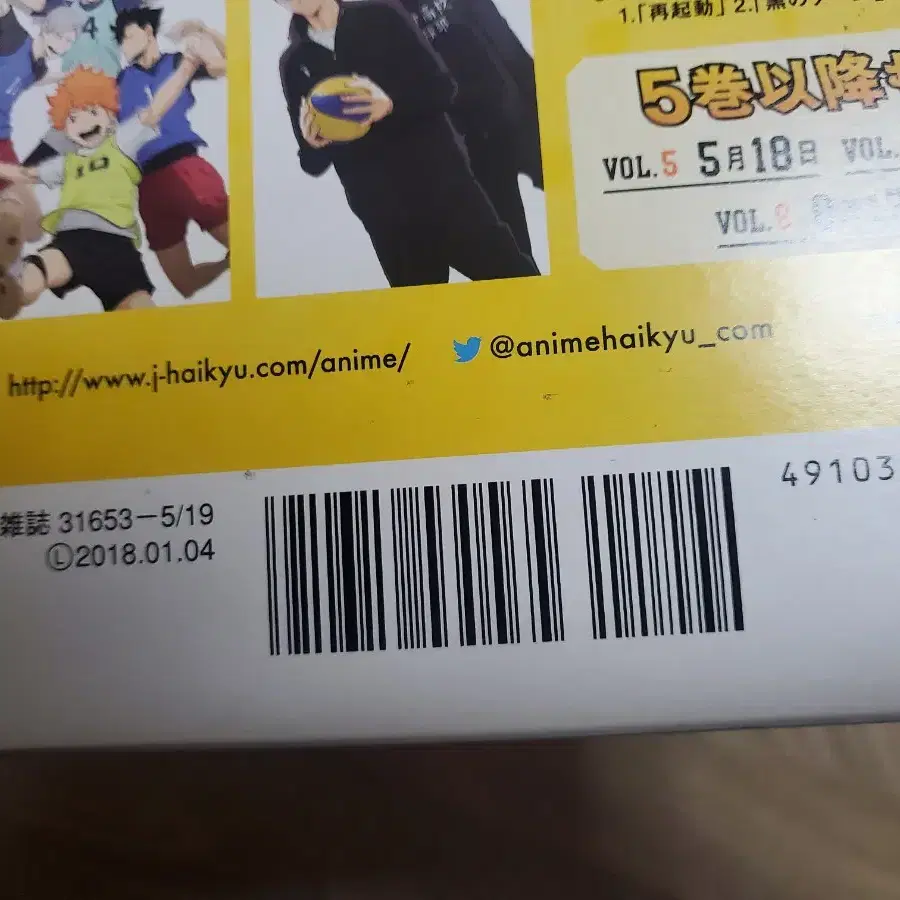 1.「再起動」2.「
5巻以降
VOL.5 5月18日 VOL.
VOL.8
4
10
http://www.j-haikyu.com/anime/ @animehaikyu_com
雑誌 31653-5/19
Ⓛ2018.01.04
49103